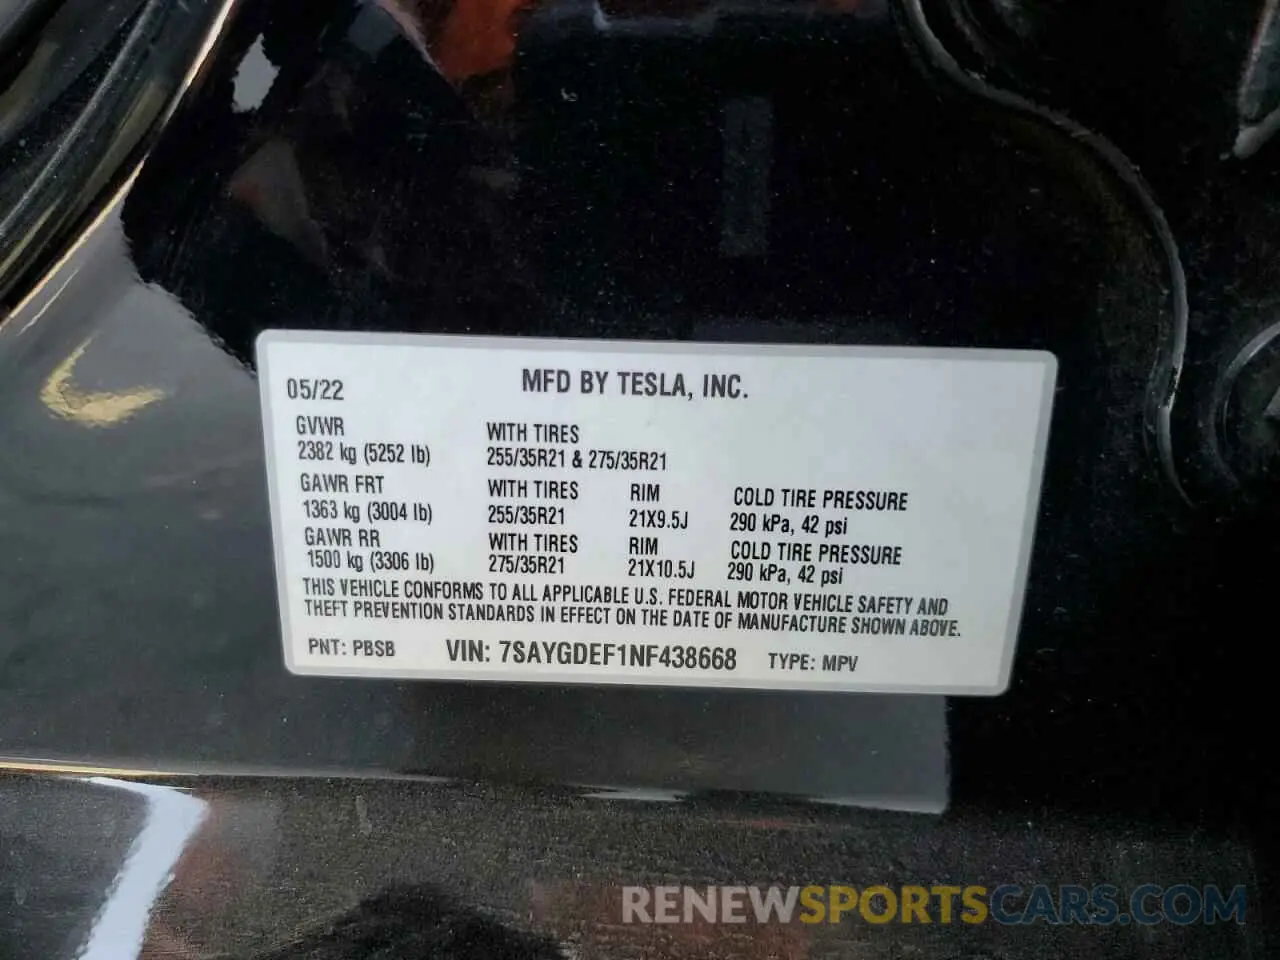 05/22 MFD BY TESLA, INC.
GVWR WITH TIRES
2382 kg (5252 lb) 255/35R21 & 275/35R21
GAWR FRT WITH TIRES RIM COLD TIRE PRESSURE
1363 kg (3004 lb) 255/35R21 21X9.5J 290 kPa, 42 psi
GAWR RR WITH TIRES RIM COLD TIRE PRESSURE
1500 kg (3306 lb) 275/35R21 21X10.5J 290 kPa, 42 psi
THIS VEHICLE CONFORMS TO ALL APPLICABLE U.S. FEDERAL MOTOR VEHICLE SAFETY AND
THEFT PREVENTION STANDARDS IN EFFECT ON THE DATE OF MANUFACTURE SHOWN ABOVE.
PNT: PBSB VIN: 7SAYGDEF1NF438668 TYPE: MPV
RENEWSPORTSCARS.COM